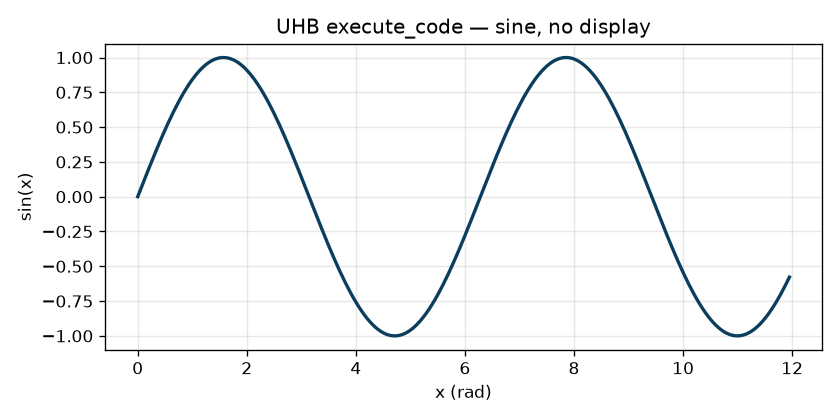 UHB execute_code — sine, no display
1.00
0.75
0.50
0.25
0.00
−0.25
−0.50
−0.75
−1.00
sin(x)
0 2 4 6 8 10 12
x (rad)